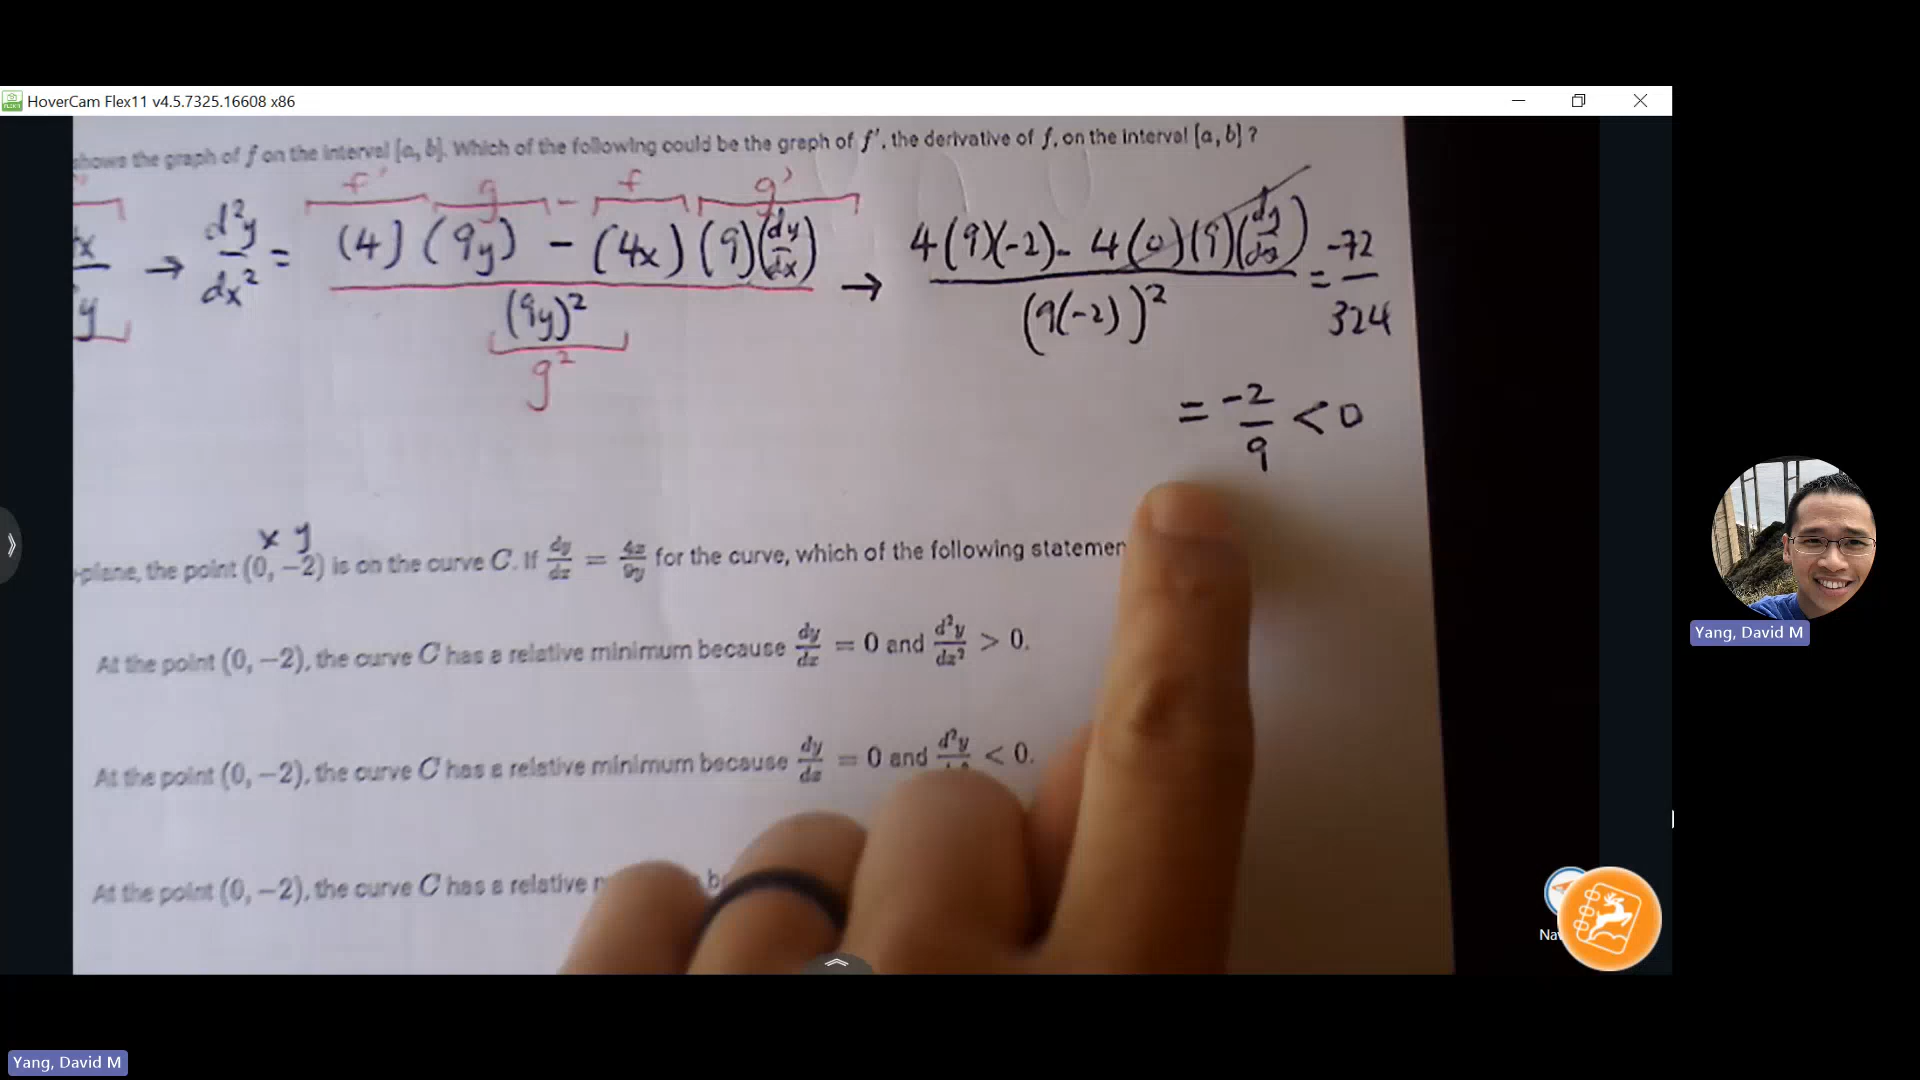 HoverCam Flex11 v4.5.7325.16608 x86
shows the graph of f on the interval [a, b]. Which of the following could be the graph of f', the derivative of f, on the interval [a, b] ?
f' g - f g'
x/y → d²y/dx² = (4)(9y) - (4x)(9)(dy/dx) / (9y)² → 4(9)(-2) - 4(0)(9)(dy/dx) / (9(-2))² = -72/324
g²
= -2/9 < 0
x y
-plane, the point (0, −2) is on the curve C. If dy/dx = 4x/9y for the curve, which of the following
At the point (0, −2), the curve C has a relative minimum because dy/dx = 0 and d²y/dx² > 0.
At the point (0, −2), the curve C has a relative minimum because dy/dx = 0 and d²y < 0.
At the point (0, −2), the curve C has a relative
Yang, David M
Yang, David M